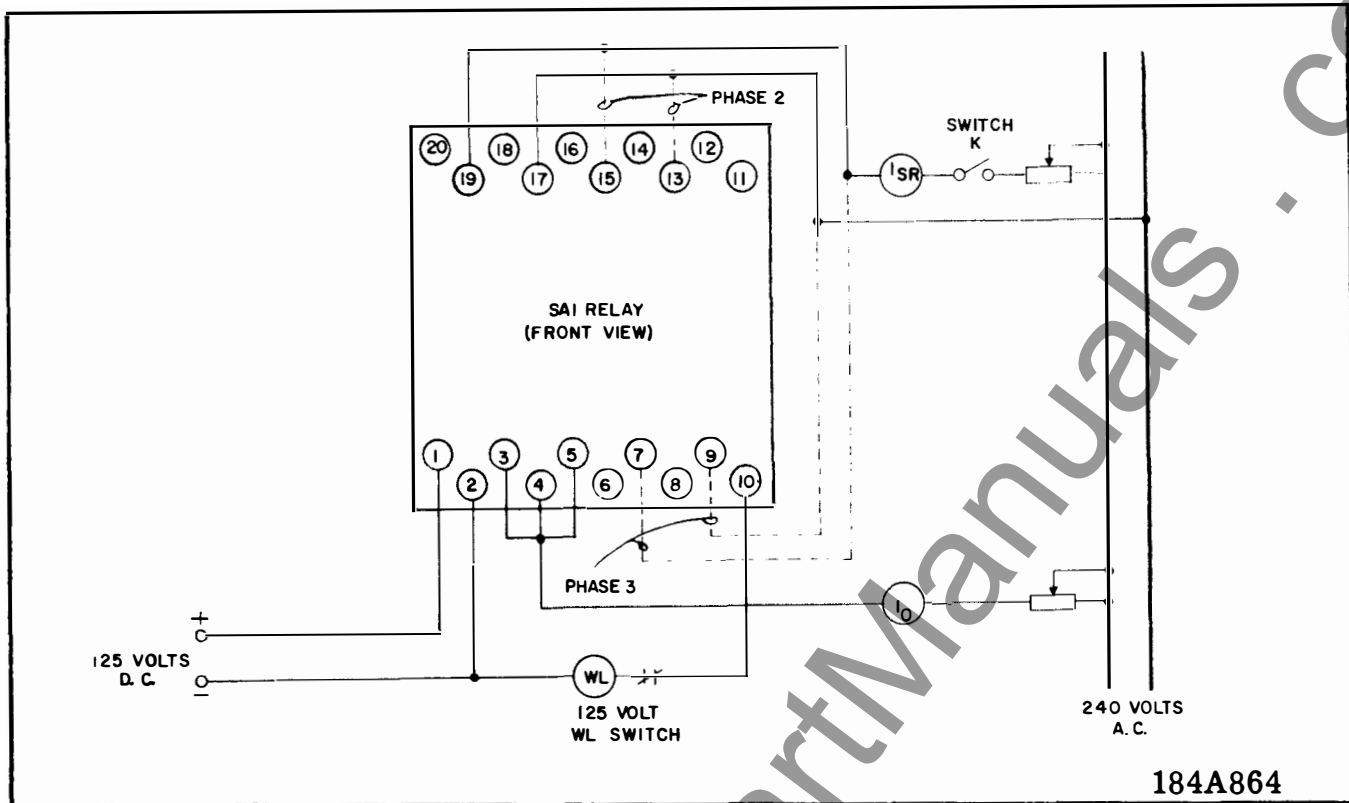 PHASE 2
SWITCH
K
20
19
18
17
16
15
14
13
12
11
ISR
SA1 RELAY
(FRONT VIEW)
1
2
3
4
5
6
7
8
9
10
PHASE 3
IO
+
125 VOLTS
D. C.
−
WL
125 VOLT
WL SWITCH
240 VOLTS
A. C.
184A864
artManuals . c